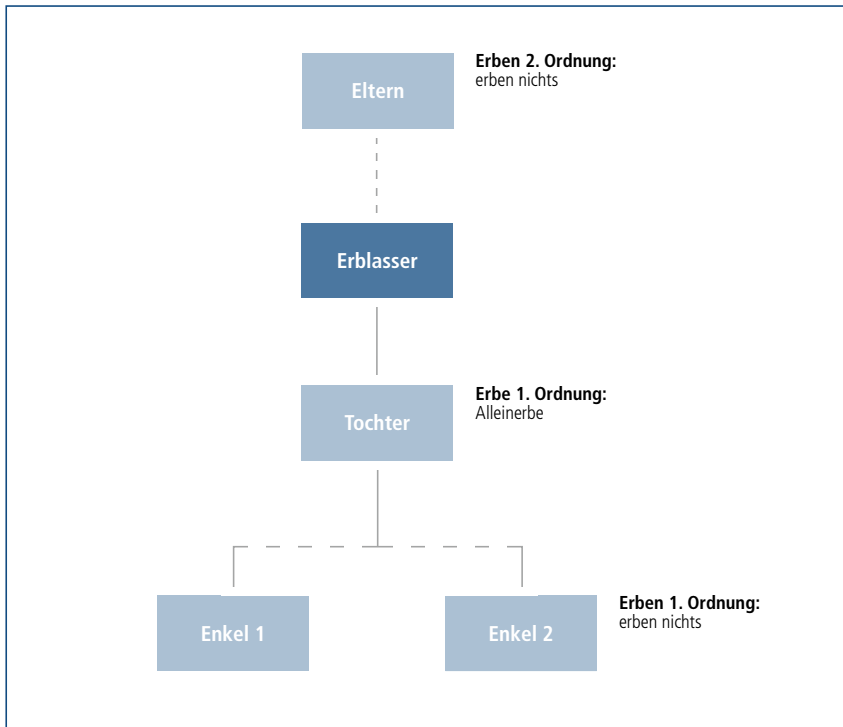 Eltern
Erben 2. Ordnung:
erben nichts
Erblasser
Tochter
Erbe 1. Ordnung:
Alleinerbe
Enkel 1
Enkel 2
Erben 1. Ordnung:
erben nichts